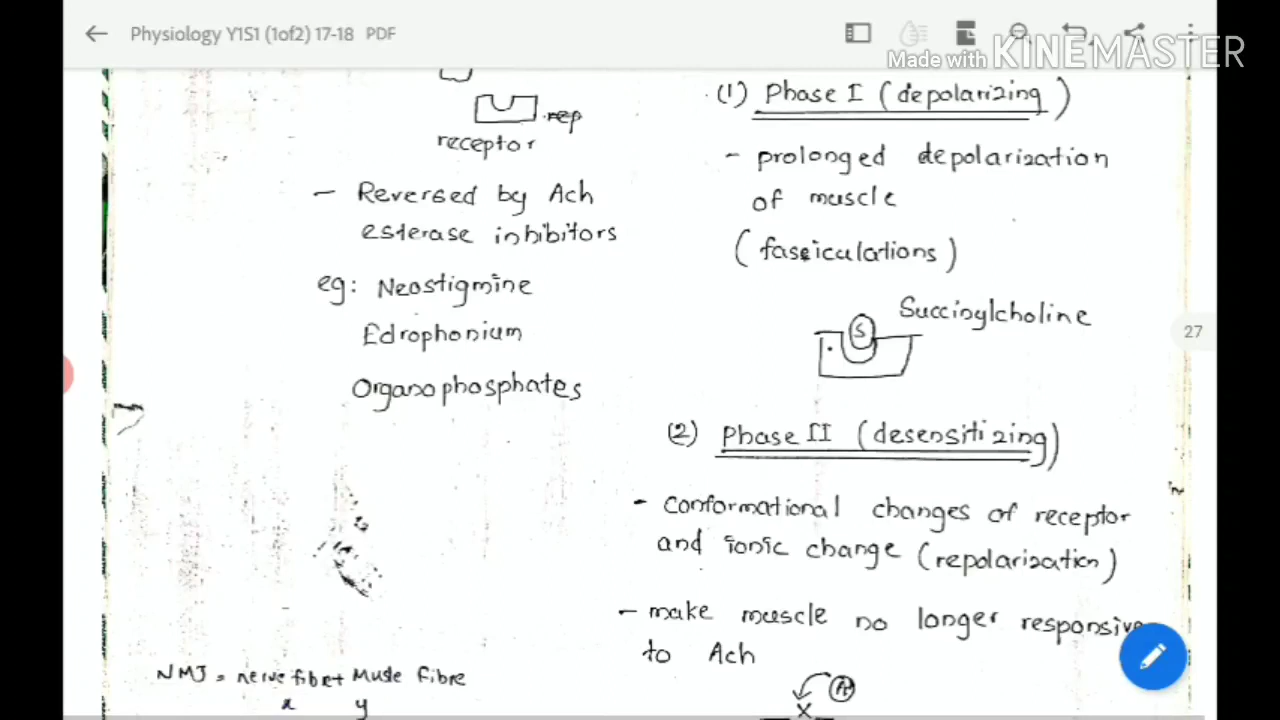 Physiology Y1S1 (1of2) 17-18 PDF
Made with KINEMASTER
rep
receptor
- Reversed by Ach
esterase inhibitors
eg: Neostigmine
Edrophonium
Organophosphates
NMJ = nerve fibre+ Muscle fibre
x y
(1) Phase I (depolarizing)
- prolonged depolarization
of muscle
(fasciculations)
Succinylcholine
S
(2) Phase II (desensitizing)
- conformational changes of receptor
and ionic change (repolarization)
- make muscle no longer responsive
to Ach
X
27